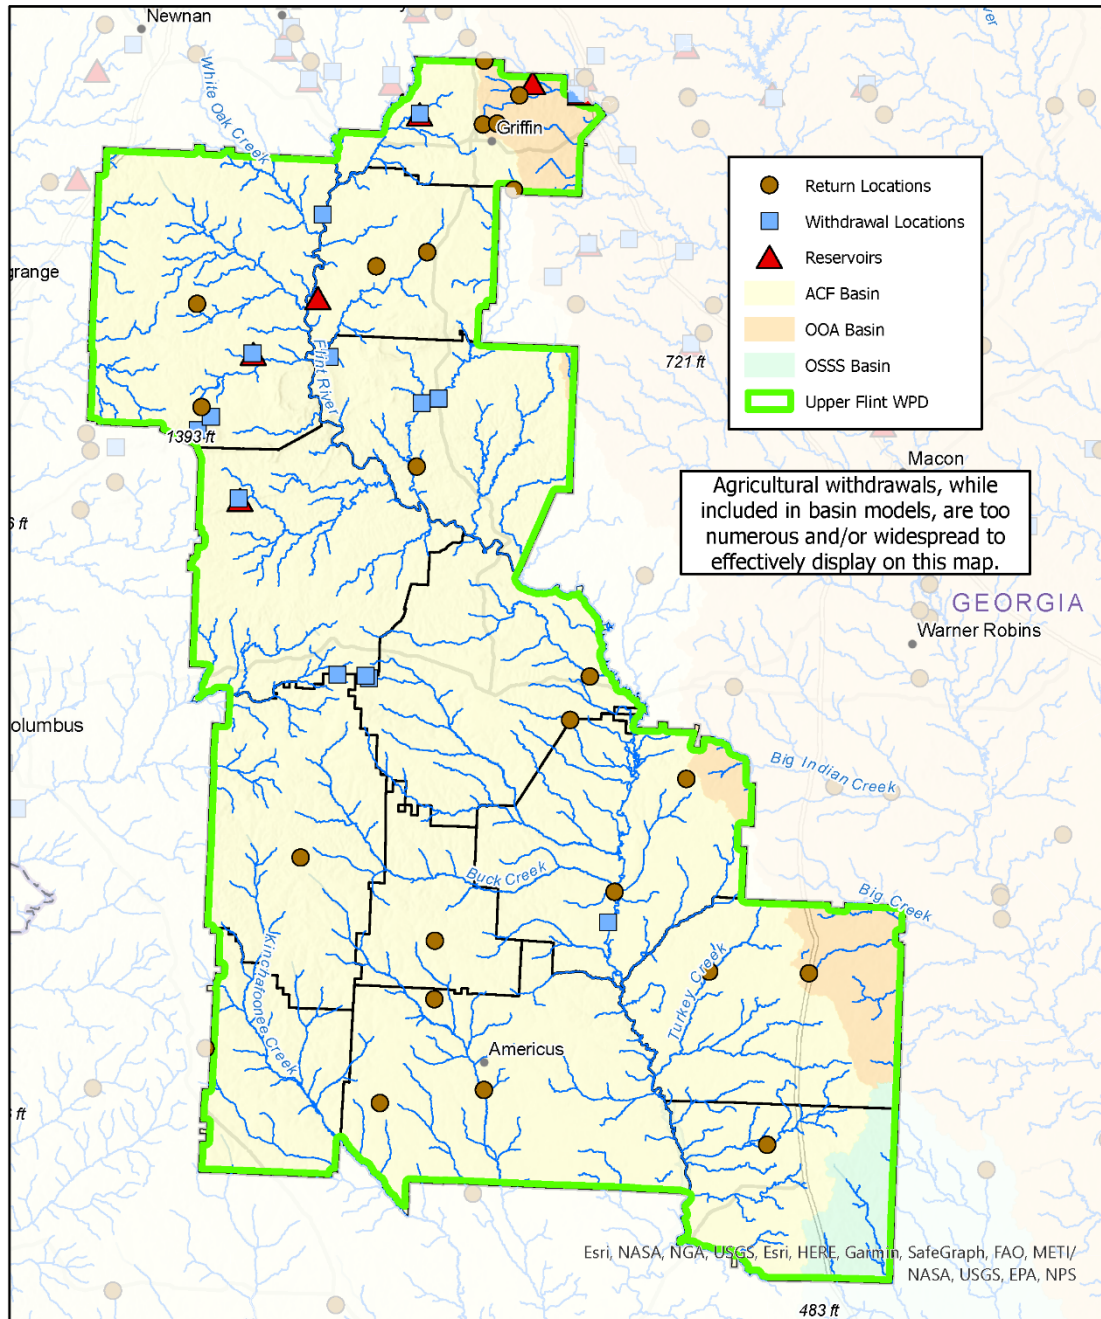 Newnan
White Oak Creek
Griffin
grange
Return Locations
Withdrawal Locations
Reservoirs
ACF Basin
OOA Basin
OSSS Basin
Upper Flint WPD
Flint River
721 ft
1393 ft
Macon
Agricultural withdrawals, while
included in basin models, are too
numerous and/or widespread to
effectively display on this map.
ft
GEORGIA
Warner Robins
olumbus
Big Indian Creek
Buck Creek
Big Creek
Kinchafoonee Creek
Turkey Creek
Americus
ft
Esri, NASA, NGA, USGS, Esri, HERE, Garmin, SafeGraph, FAO, METI/
NASA, USGS, EPA, NPS
483 ft